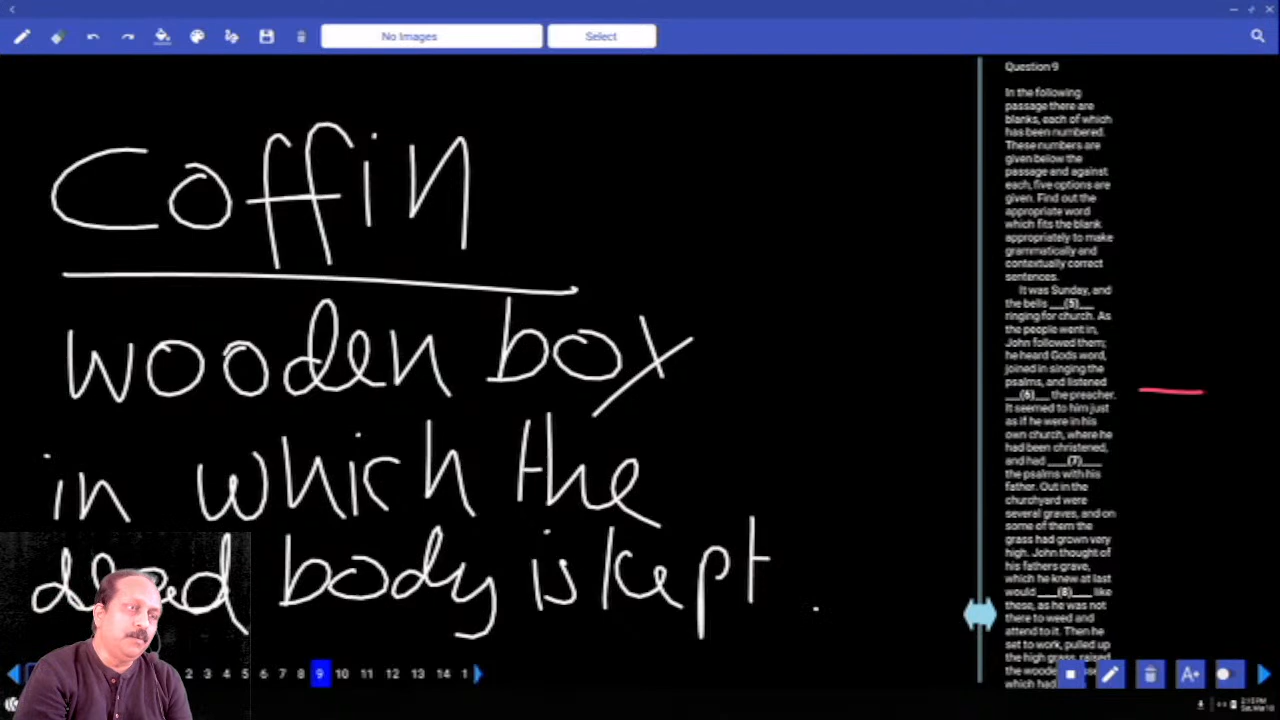 No Images
Select
Coffin
wooden box
in which the
dead body is kept.
2 3 4 5 6 7 8 9 10 11 12 13 14 1
Question 9
In the following
passage there are
blanks, each of which
has been numbered.
These numbers are
given below the
passage and against
each, five options are
given. Find out the
appropriate word
which fits the blank
appropriately to make
grammatically and
contextually correct
sentences.
It was Sunday, and
the bells __(5)__
ringing for church. As
the people went in,
John followed them;
he heard Gods word,
joined in singing the
psalms, and listened
__(6)__ the preacher.
It seemed to him just
as if he were in his
own church, where he
had been christened,
and had ___(7)___
the psalms with his
father. Out in the
churchyard were
several graves, and on
some of them the
grass had grown very
high. John thought of
his fathers grave,
which he knew at last
would ___(8)___ like
these, as he was not
there to weed and
attend to it. Then he
set to work, pulled up
the high grass, raised
the woode
which had
A+